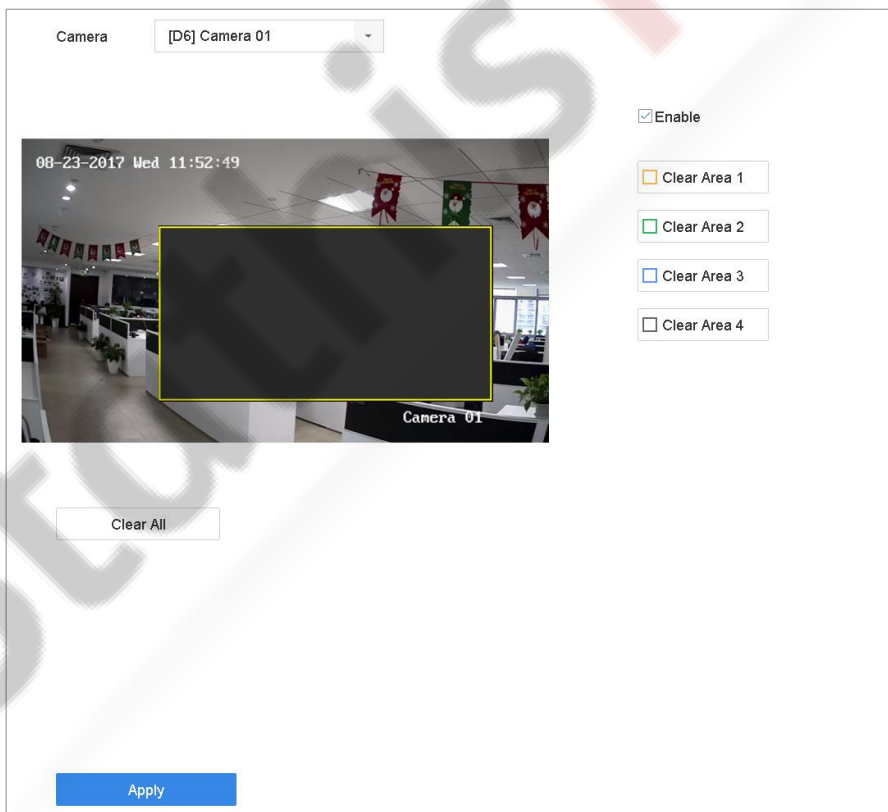 Camera
[D6] Camera 01
Enable
08-23-2017 Wed 11:52:49
Clear Area 1
Clear Area 2
Clear Area 3
Clear Area 4
Camera 01
Clear All
Apply